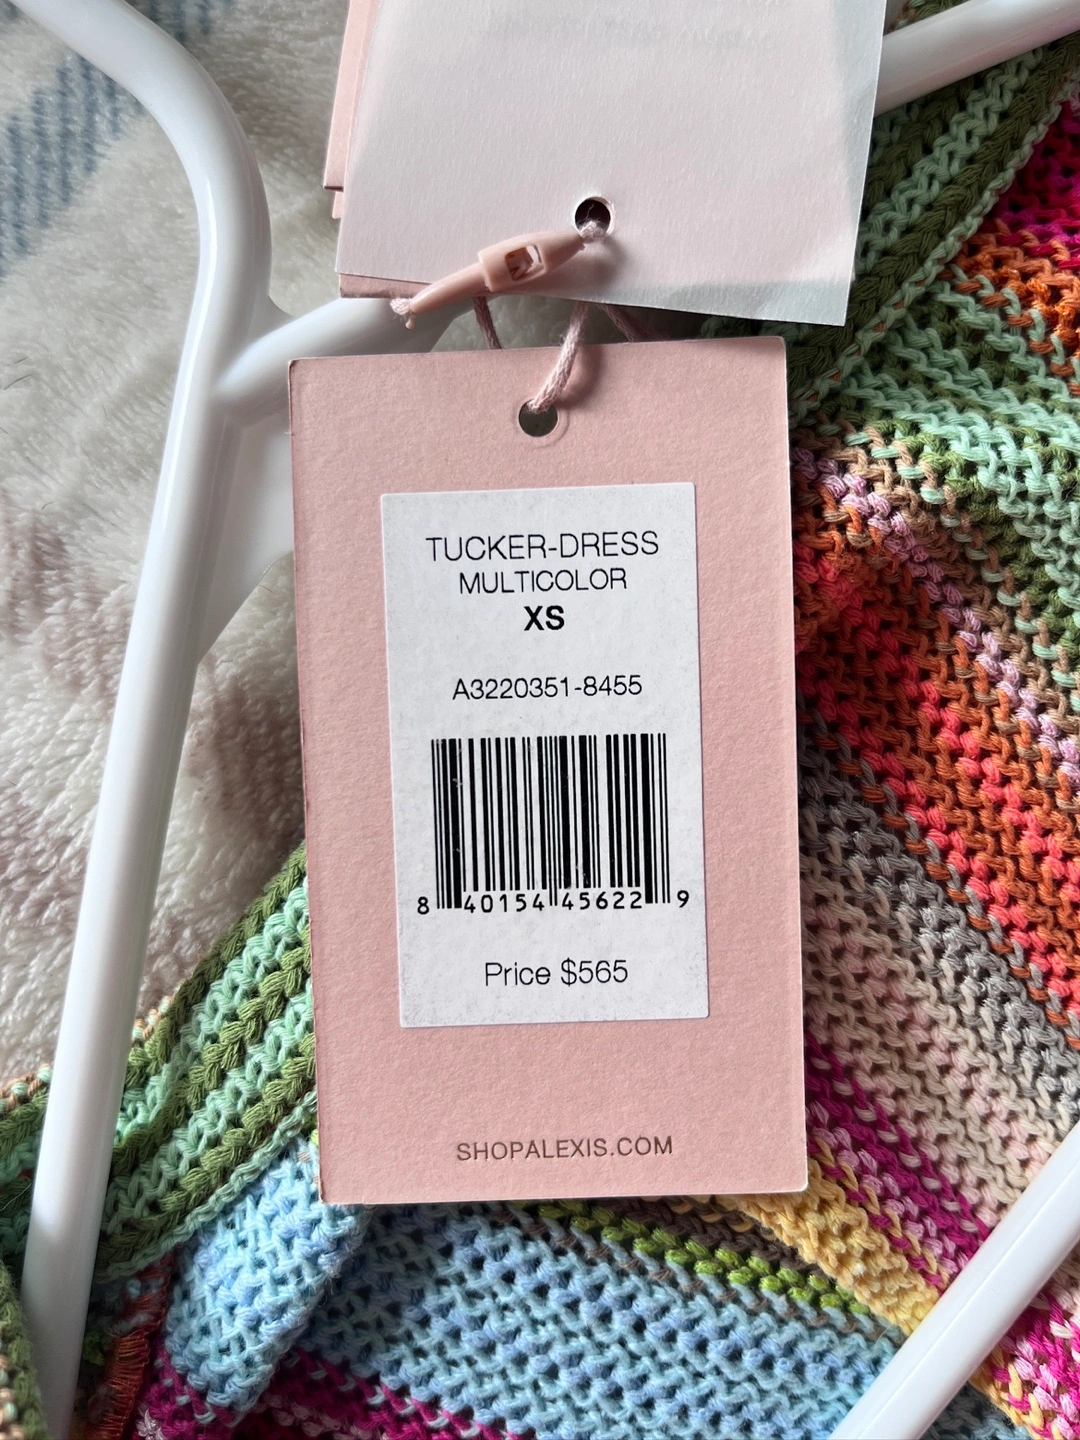 TUCKER-DRESS
MULTICOLOR
XS
A3220351-8455
8 40154 45622 9
Price $565
SHOPALEXIS.COM